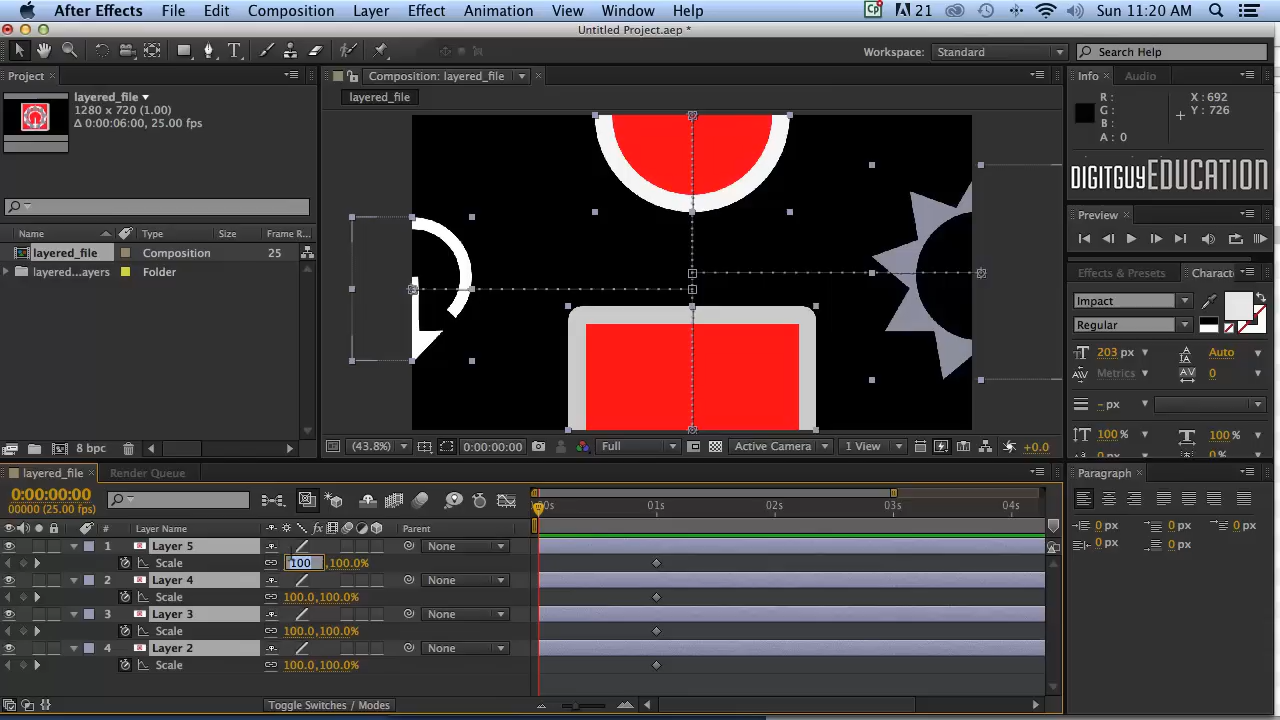 After Effects File Edit Composition Layer Effect Animation View Window Help 21 Sun 11:20 AM
Untitled Project.aep *
Workspace: Standard Search Help
Project Composition: layered_file Info Audio
layered_file
layered_file
1280 x 720 (1.00)
Δ 0:00:06:00, 25.00 fps
R :
G :
B :
A : 0
X : 692
Y : 726
DIGITGUYEDUCATION
Preview
Name Type Size Frame R...
layered_file Composition 25
layered...ayers Folder
Effects & Presets Charact
Impact
Regular
203 px Auto
Metrics 0
- px
100 % 100 %
0 px 0 %
8 bpc
(43.8%) 0:00:00:00 Full Active Camera 1 View +0.0
layered_file Render Queue Paragraph
0:00:00:00
00000 (25.00 fps)
00s 01s 02s 03s 04s
# Layer Name Parent
1 Layer 5 None
Scale 100 ,100.0%
2 Layer 4 None
Scale 100.0,100.0%
3 Layer 3 None
Scale 100.0,100.0%
4 Layer 2 None
Scale 100.0,100.0%
0 px 0 px 0 px
0 px 0 px
Toggle Switches / Modes